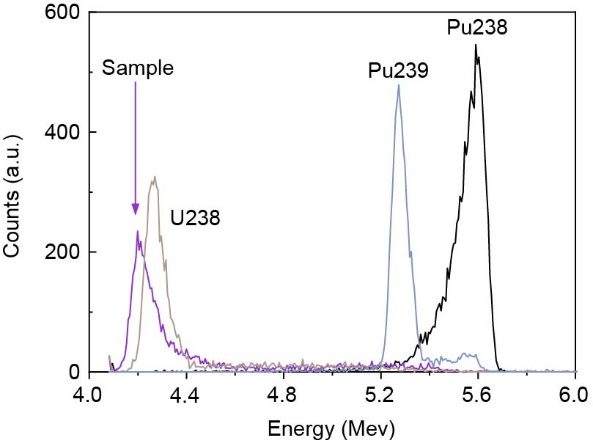 600
400
200
0
Counts (a.u.)
Sample
U238
Pu239
Pu238
4.0 4.4 4.8 5.2 5.6 6.0
Energy (Mev)